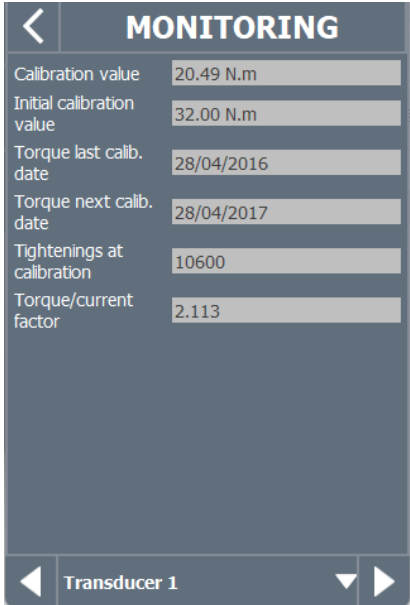 MONITORING
Calibration value
20.49 N.m
Initial calibration
value
32.00 N.m
Torque last calib.
date
28/04/2016
Torque next calib.
date
28/04/2017
Tightenings at
calibration
10600
Torque/current
factor
2.113
Transducer 1